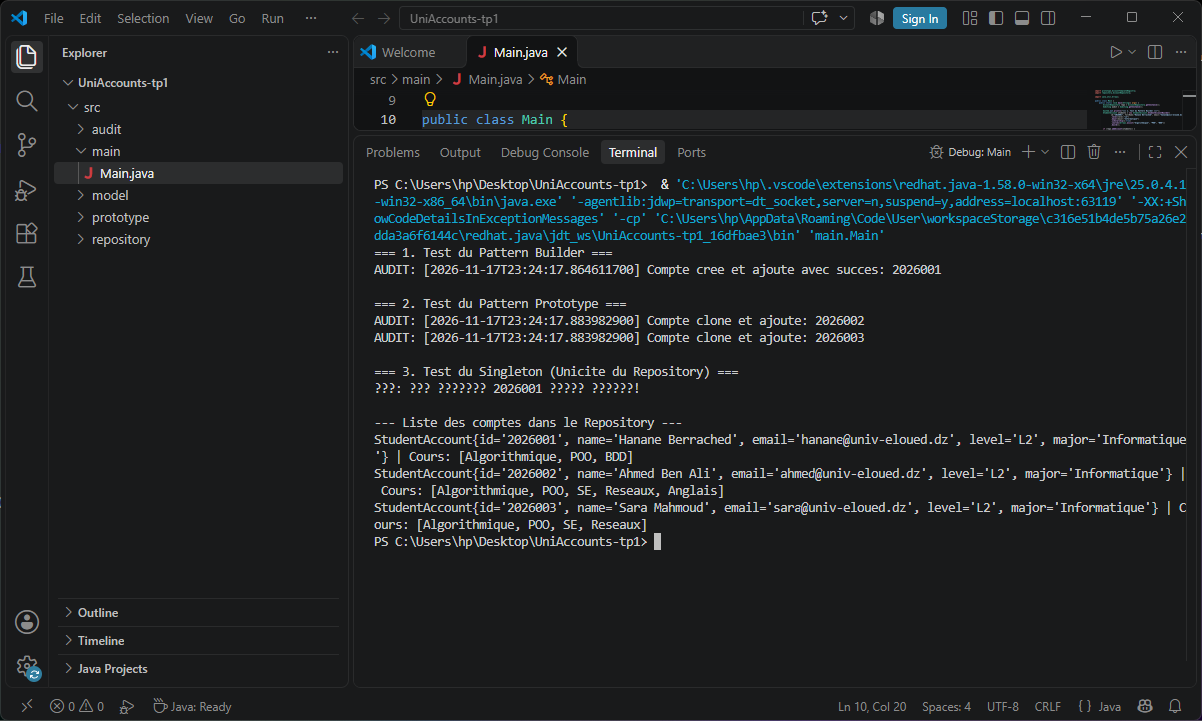 File Edit Selection View Go Run ··· UniAccounts-tp1 Sign In
Explorer ···
UniAccounts-tp1
src
audit
main
J Main.java
model
prototype
repository
Outline
Timeline
Java Projects
Welcome J Main.java
src > main > J Main.java > Main
9
10 public class Main {
Problems Output Debug Console Terminal Ports Debug: Main
PS C:\Users\hp\Desktop\UniAccounts-tp1> & 'C:\Users\hp\.vscode\extensions\redhat.java-1.58.0-win32-x64\jre\25.0.4.1
-win32-x86_64\bin\java.exe' '-agentlib:jdwp=transport=dt_socket,server=n,suspend=y,address=localhost:63119' '-XX:+Sh
owCodeDetailsInExceptionMessages' '-cp' 'C:\Users\hp\AppData\Roaming\Code\User\workspaceStorage\c316e51b4de5b75a26e2
dda3a6f6144c\redhat.java\jdt_ws\UniAccounts-tp1_16dfbae3\bin' 'main.Main'
=== 1. Test du Pattern Builder ===
AUDIT: [2026-11-17T23:24:17.864611700] Compte cree et ajoute avec succes: 2026001
=== 2. Test du Pattern Prototype ===
AUDIT: [2026-11-17T23:24:17.883982900] Compte clone et ajoute: 2026002
AUDIT: [2026-11-17T23:24:17.883982900] Compte clone et ajoute: 2026003
=== 3. Test du Singleton (Unicite du Repository) ===
???: ??? ??????? 2026001 ????? ??????!
--- Liste des comptes dans le Repository ---
StudentAccount{id='2026001', name='Hanane Berrached', email='hanane@univ-eloued.dz', level='L2', major='Informatique
'} | Cours: [Algorithmique, POO, BDD]
StudentAccount{id='2026002', name='Ahmed Ben Ali', email='ahmed@univ-eloued.dz', level='L2', major='Informatique'} |
Cours: [Algorithmique, POO, SE, Reseaux, Anglais]
StudentAccount{id='2026003', name='Sara Mahmoud', email='sara@univ-eloued.dz', level='L2', major='Informatique'} | C
ours: [Algorithmique, POO, SE, Reseaux]
PS C:\Users\hp\Desktop\UniAccounts-tp1>
0 0 Java: Ready Ln 10, Col 20 Spaces: 4 UTF-8 CRLF { } Java